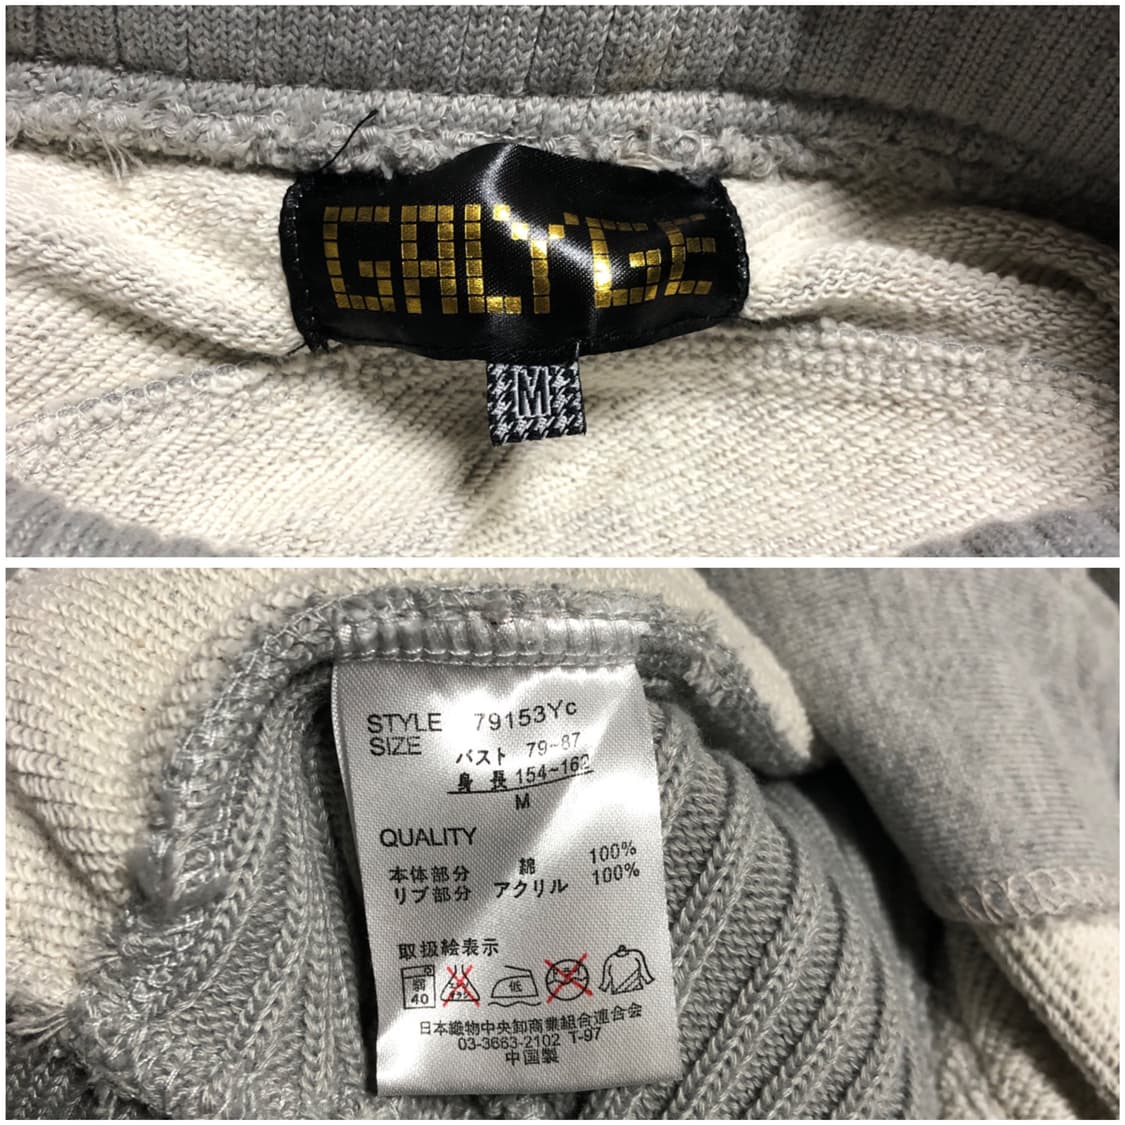 GALYGE
M
STYLE 79153Yc
SIZE
バスト 79~87
身長 154~162
M
QUALITY
本体部分 綿 100%
リブ部分 アクリル 100%
取扱絵表示
弱
40
低
日本織物中央卸商業組合連合会
03-3663-2102 T-97
中国製